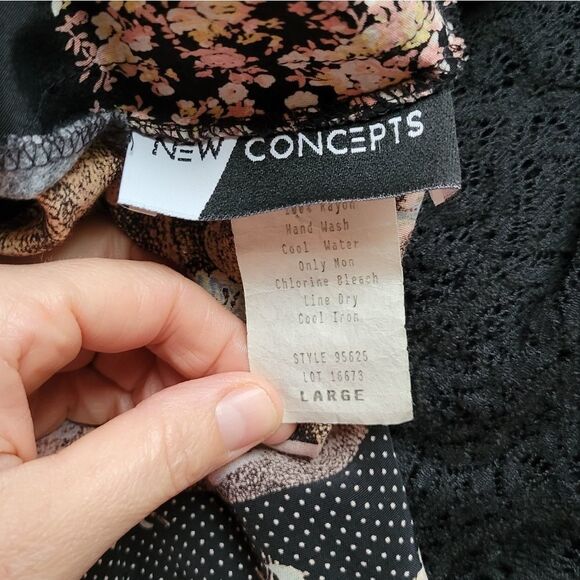 NEW CONCEPTS
100% Rayon
Hand Wash
Cool Water
Only Non
Chlorine Bleach
Line Dry
Cool Iron
STYLE 95625
LOT 16673
LARGE